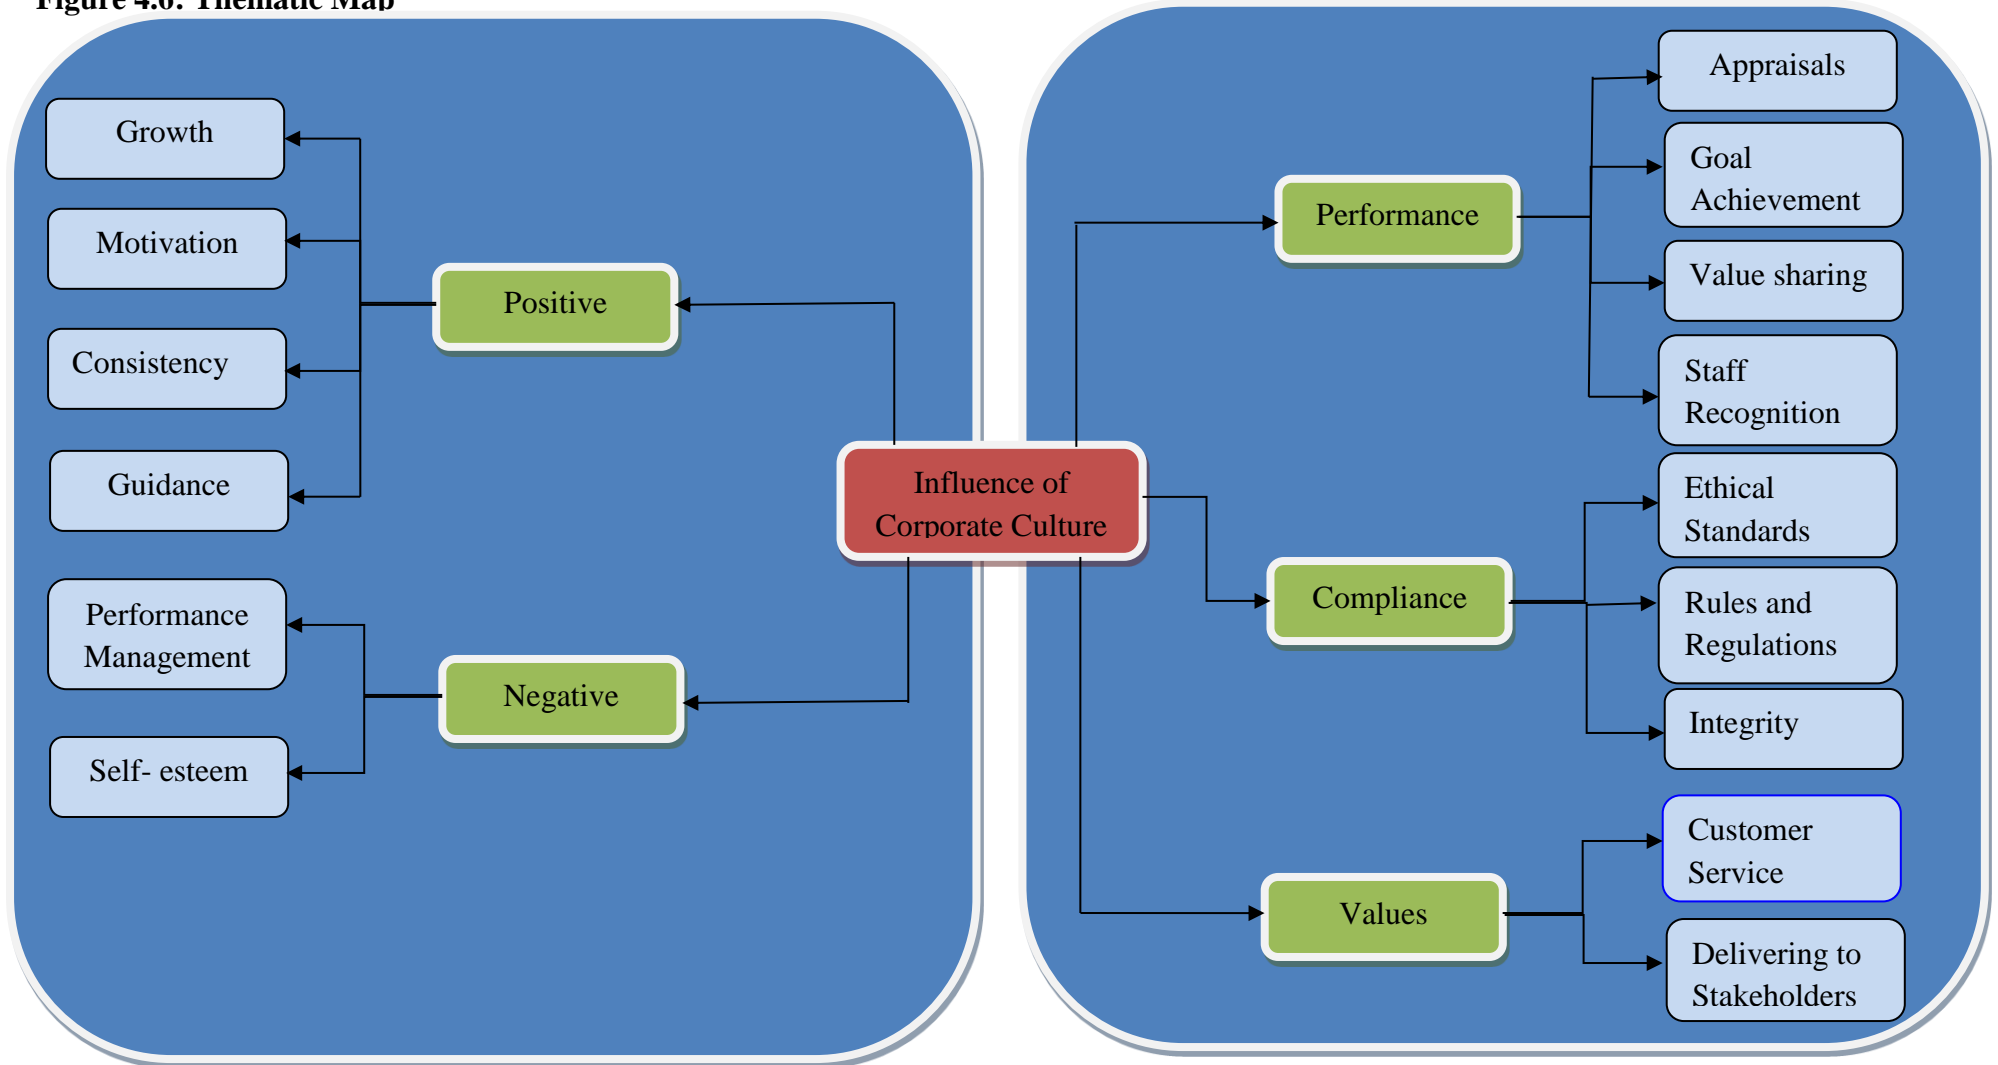 Figure 4.6: Thematic Map
Growth
Motivation
Consistency
Guidance
Positive
Performance
Management
Self- esteem
Negative
Influence of
Corporate Culture
Performance
Appraisals
Goal
Achievement
Value sharing
Staff
Recognition
Compliance
Ethical
Standards
Rules and
Regulations
Integrity
Values
Customer
Service
Delivering to
Stakeholders